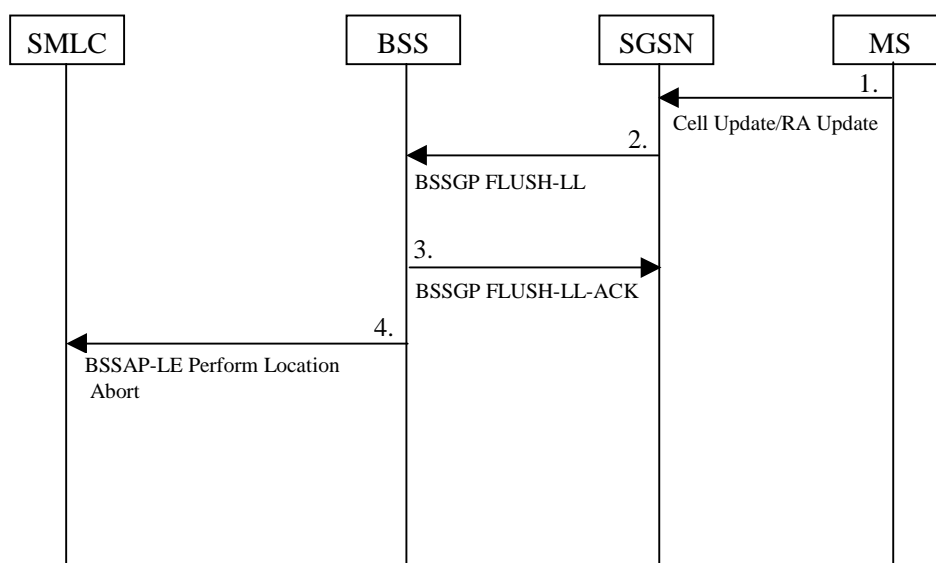 SMLC
BSS
SGSN
MS
1.
Cell Update/RA Update
2.
BSSGP FLUSH-LL
3.
BSSGP FLUSH-LL-ACK
4.
BSSAP-LE Perform Location
Abort